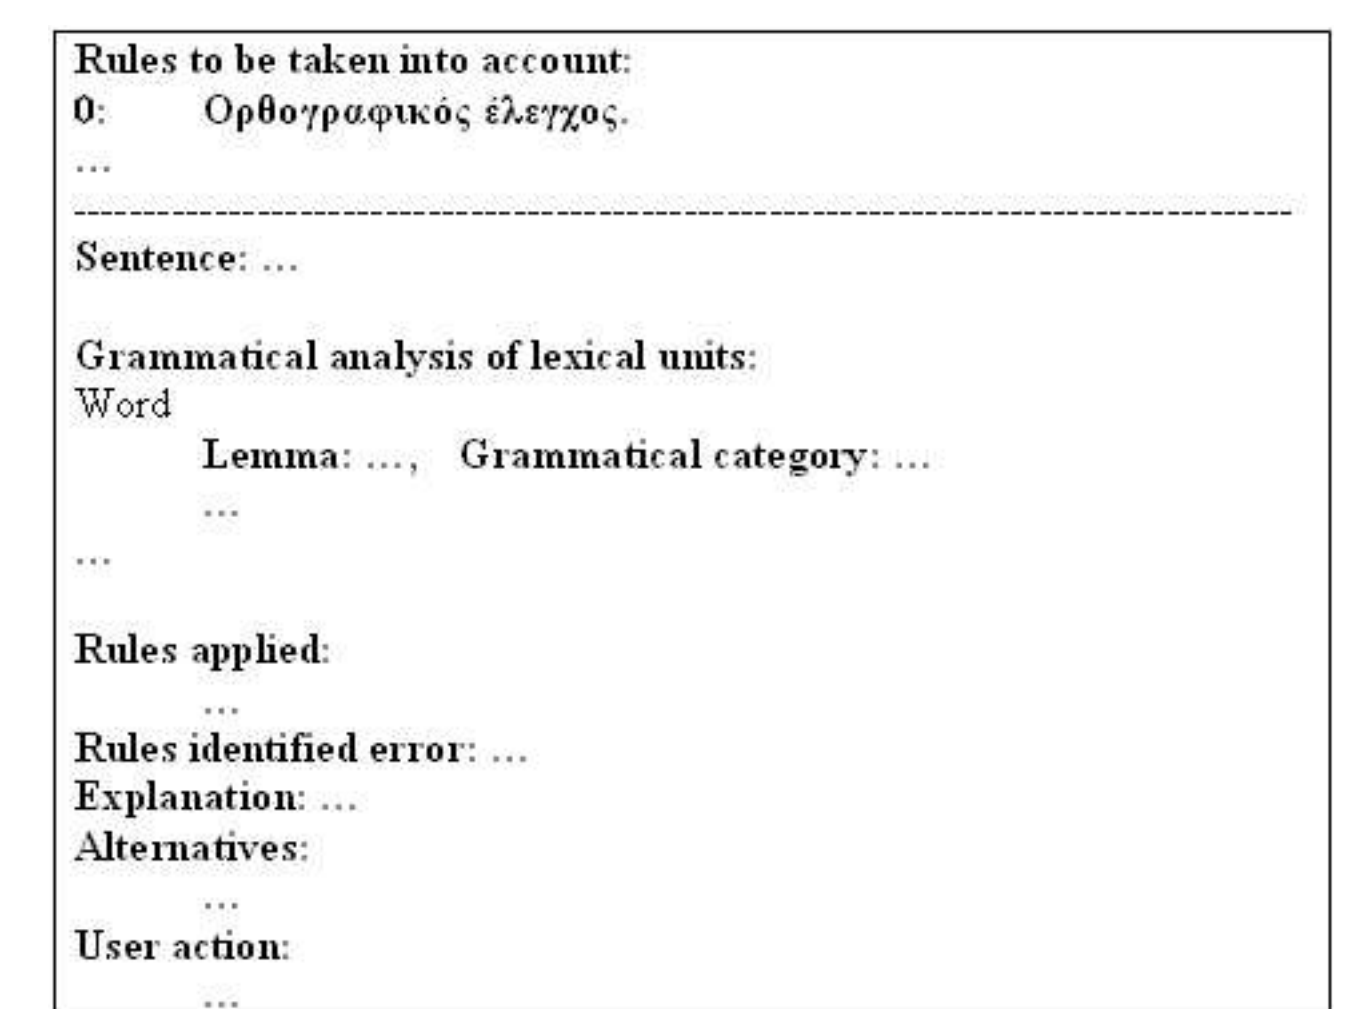 Rules to be taken into account:
0: Ορθογραφικός έλεγχος.
...
--------------------------------------------------------------------------------------
Sentence: ...
Grammatical analysis of lexical units:
Word
Lemma: ..., Grammatical category: ...
...
...
Rules applied:
...
Rules identified error: ...
Explanation: ...
Alternatives:
...
User action:
...